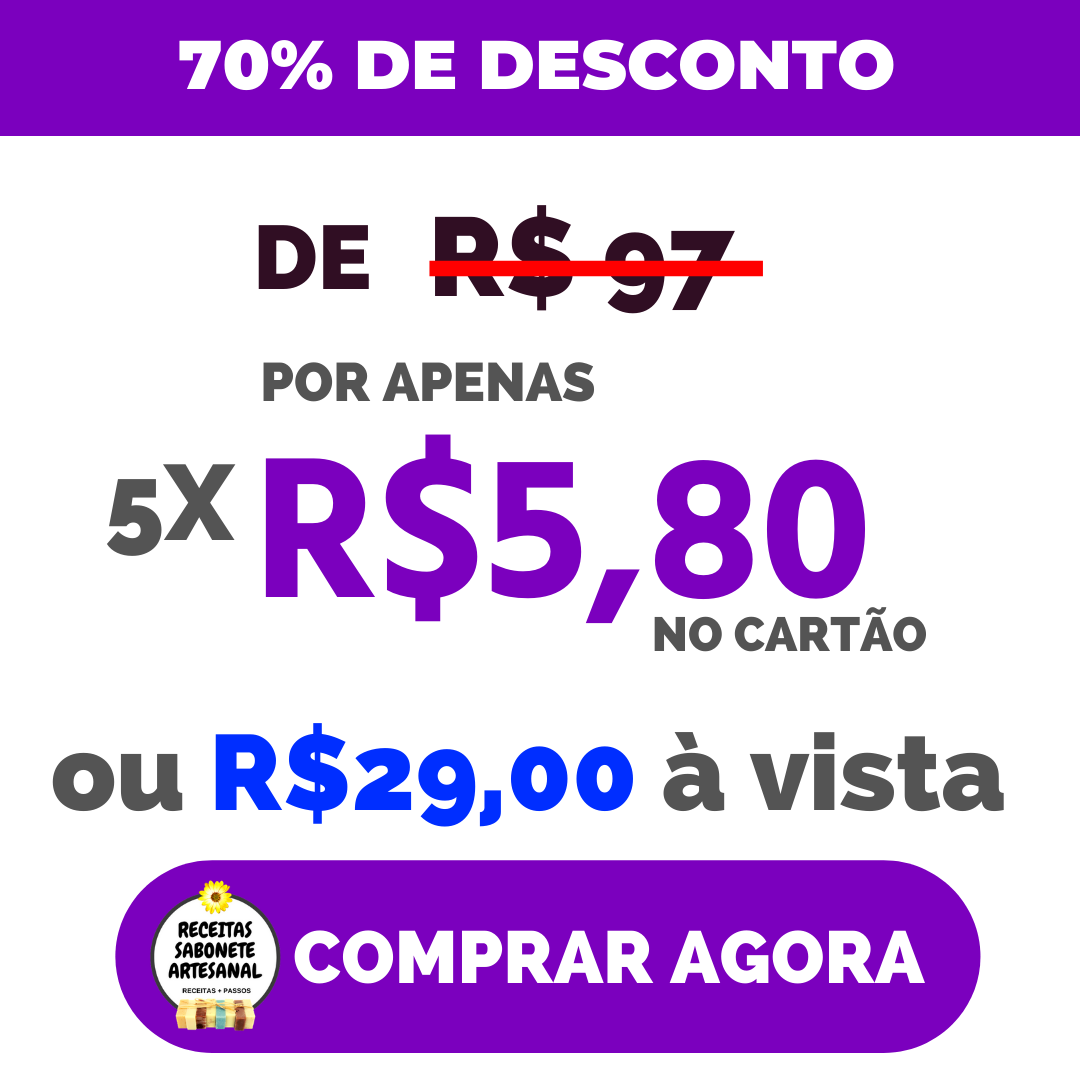 70% DE DESCONTO
DE R$ 97
POR APENAS
5X R$5,80
NO CARTÃO
ou R$29,00 à vista
RECEITAS
SABONETE
ARTESANAL
RECEITAS + PASSOS
COMPRAR AGORA